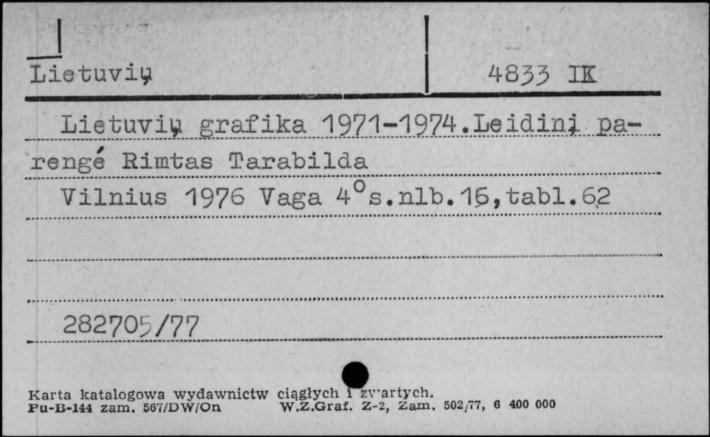 Lietuvių 4833 IK
Lietuvių grafika 1971-1974.Leidinį pa-
rengé Rimtas Tarabilda
Vilnius 1976 Vaga 4°s.nlb.16,tabl.62
282705/77
Karta katalogowa wydawnictw ciągłych i zwartych.
Pu-B-144 zam. 567/DW/On W.Z.Graf. Z-2, Zam. 502/77, 6 400 000